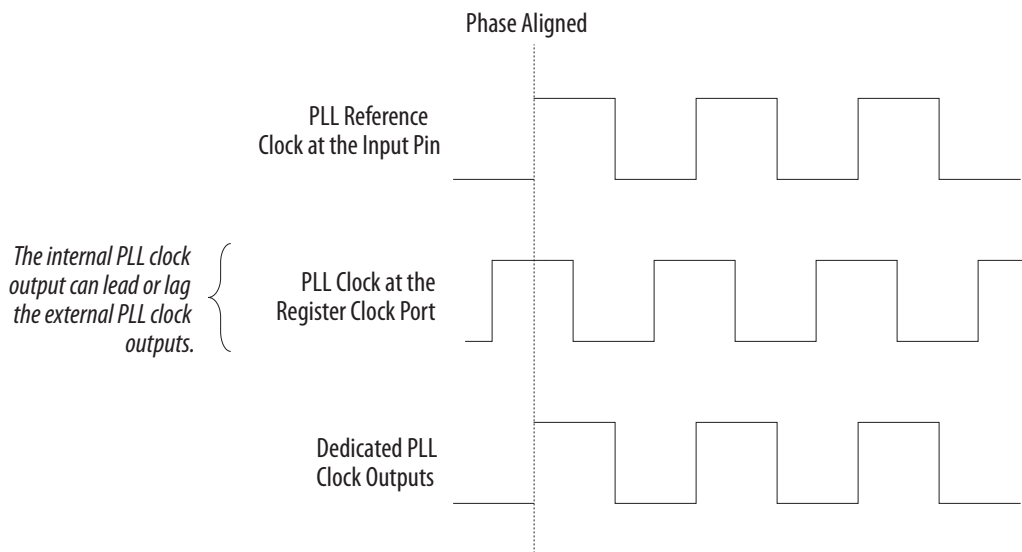 Phase Aligned
PLL Reference
Clock at the Input Pin
The internal PLL clock
output can lead or lag
the external PLL clock
outputs.
PLL Clock at the
Register Clock Port
Dedicated PLL
Clock Outputs